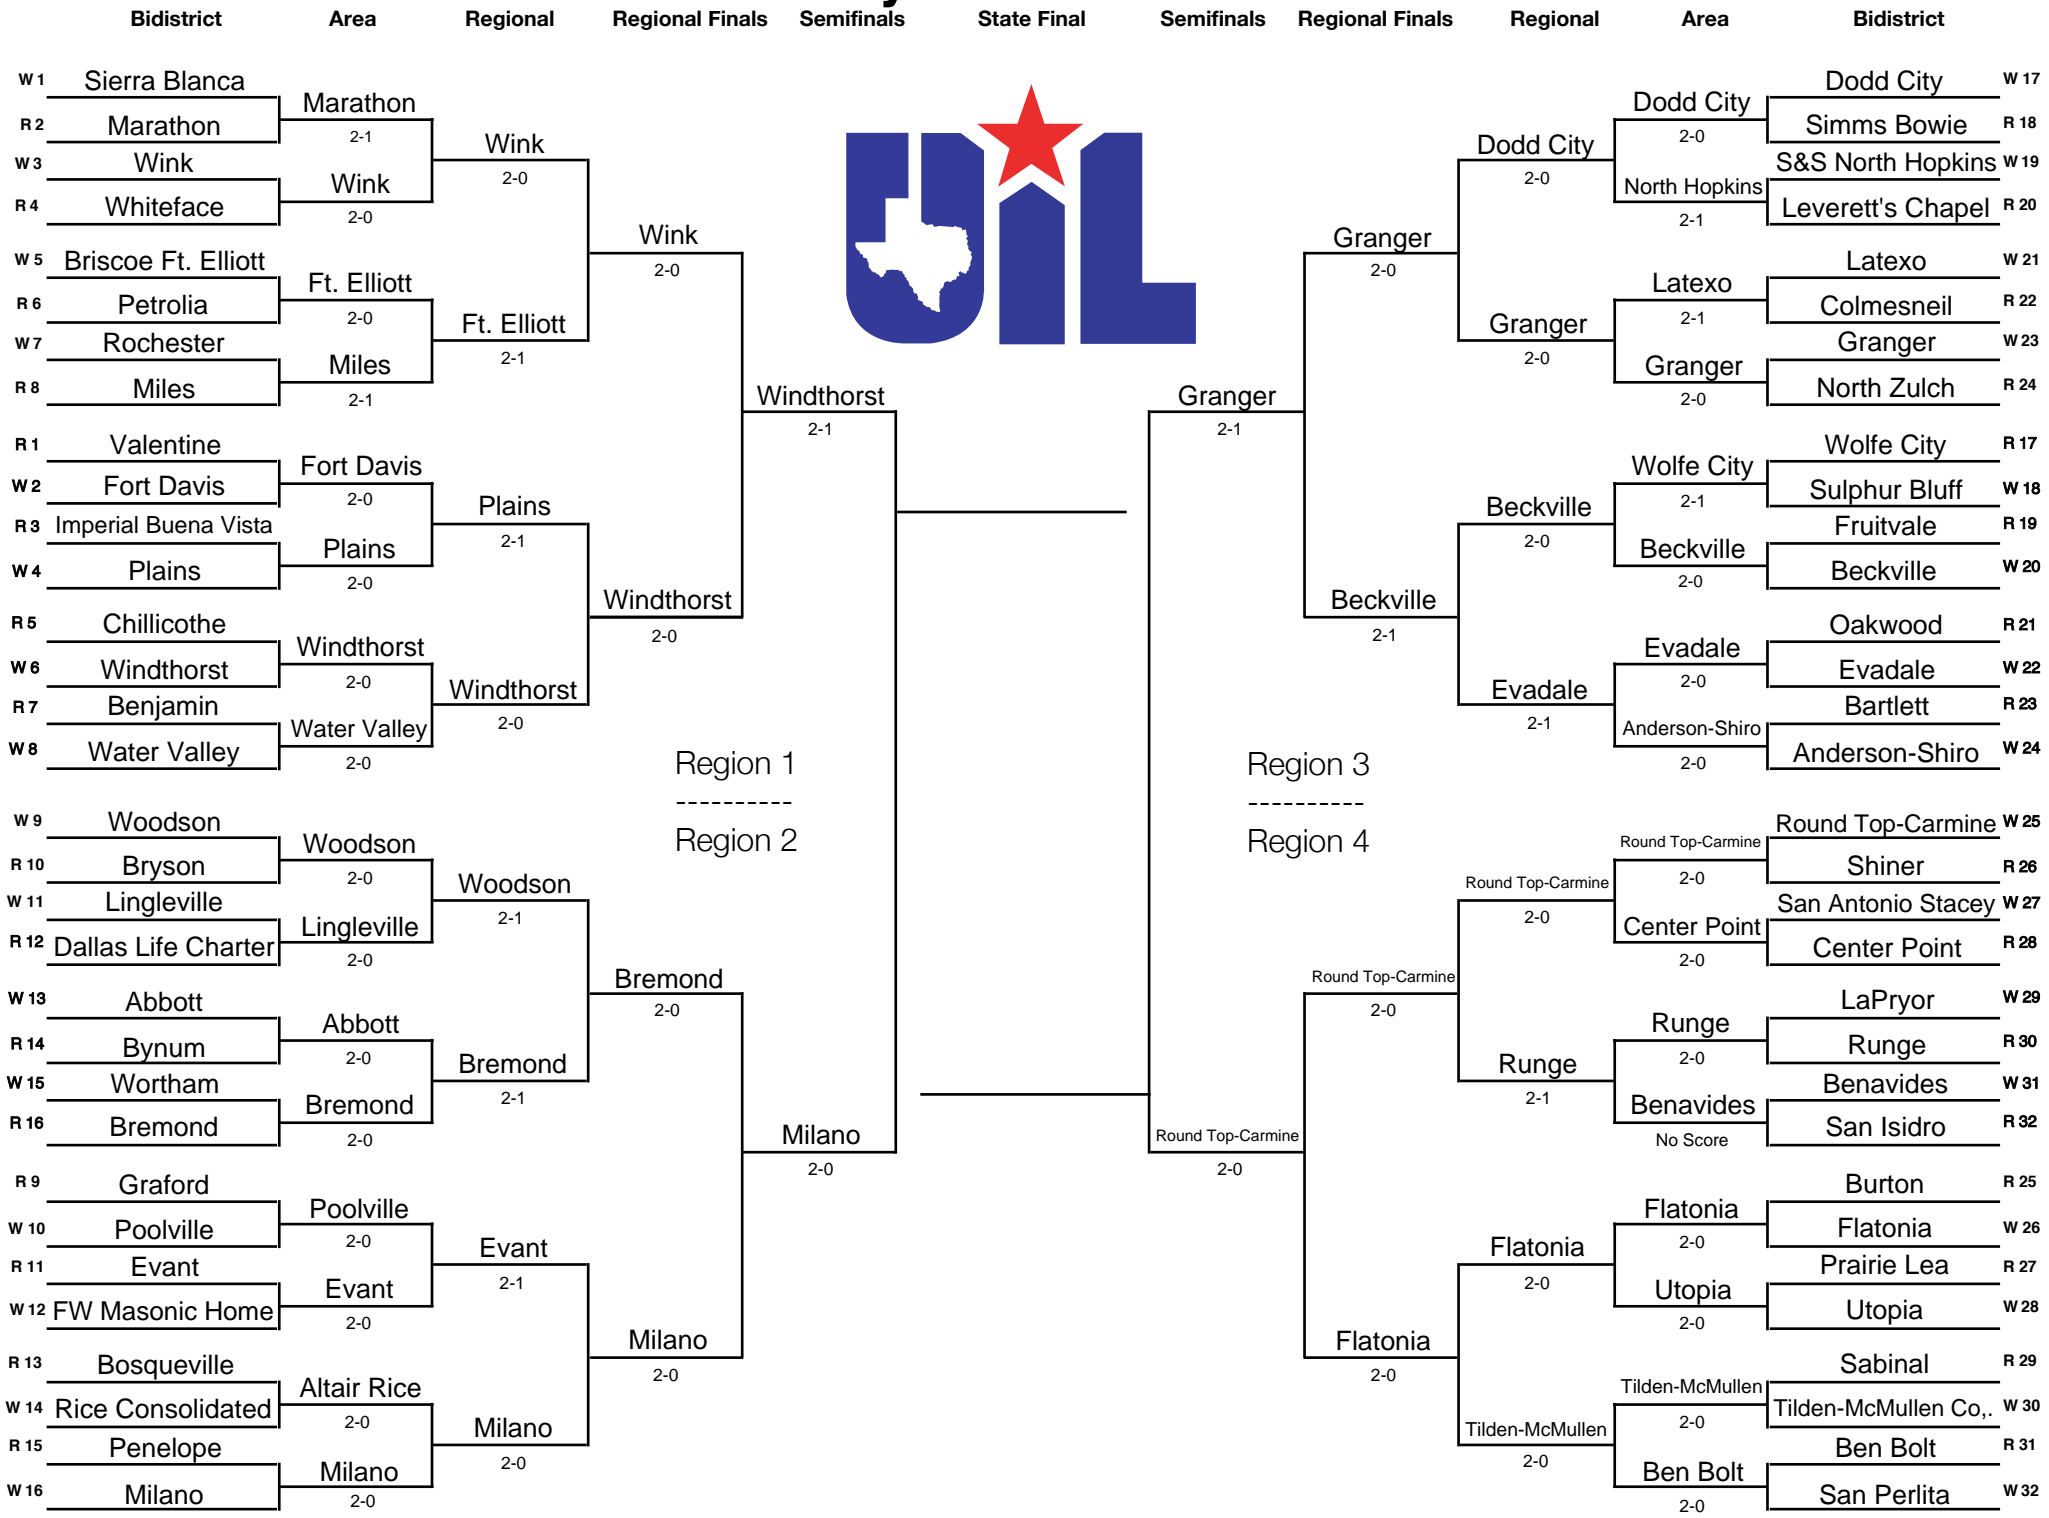 Bidistrict Area Regional Regional Finals Semifinals State Final Semifinals Regional Finals Regional Area Bidistrict
W 1 Sierra Blanca
Marathon
2-1
R 2 Marathon
Wink
2-0
W 3 Wink
Wink
2-0
R 4 Whiteface
Wink
2-0
W 5 Briscoe Ft. Elliott
Ft. Elliott
2-0
R 6 Petrolia
Ft. Elliott
2-1
W 7 Rochester
Miles
2-1
R 8 Miles
Windthorst
2-1
R 1 Valentine
Fort Davis
2-0
W 2 Fort Davis
Plains
2-1
R 3 Imperial Buena Vista
Plains
2-0
W 4 Plains
Windthorst
2-0
R 5 Chillicothe
Windthorst
2-0
W 6 Windthorst
Windthorst
2-0
R 7 Benjamin
Water Valley
2-0
W 8 Water Valley
Region 1
----------
Region 2
W 9 Woodson
Woodson
2-0
R 10 Bryson
Woodson
2-1
W 11 Lingleville
Lingleville
2-0
R 12 Dallas Life Charter
Bremond
2-0
W 13 Abbott
Abbott
2-0
R 14 Bynum
Bremond
2-1
W 15 Wortham
Bremond
2-0
R 16 Bremond
Milano
2-0
R 9 Graford
Poolville
2-0
W 10 Poolville
Evant
2-1
R 11 Evant
Evant
2-0
W 12 FW Masonic Home
Milano
2-0
R 13 Bosqueville
Altair Rice
2-0
W 14 Rice Consolidated
Milano
2-0
R 15 Penelope
Milano
2-0
W 16 Milano
UIL
Dodd City W 17
Dodd City
2-0
Simms Bowie R 18
Dodd City
2-0
S&S North Hopkins W 19
North Hopkins
2-1
Leverett's Chapel R 20
Granger
2-0
Latexo W 21
Latexo
2-1
Colmesneil R 22
Granger
2-0
Granger W 23
Granger
2-0
North Zulch R 24
Granger
2-1
Wolfe City R 17
Wolfe City
2-1
Sulphur Bluff W 18
Beckville
2-0
Fruitvale R 19
Beckville
2-0
Beckville W 20
Beckville
2-1
Oakwood R 21
Evadale
2-0
Evadale W 22
Evadale
2-1
Bartlett R 23
Anderson-Shiro
2-0
Anderson-Shiro W 24
Region 3
----------
Region 4
Round Top-Carmine W 25
Round Top-Carmine
2-0
Shiner R 26
Round Top-Carmine
2-0
San Antonio Stacey W 27
Center Point
2-0
Center Point R 28
Round Top-Carmine
2-0
LaPryor W 29
Runge
2-0
Runge R 30
Runge
2-1
Benavides W 31
Benavides
No Score
San Isidro R 32
Round Top-Carmine
2-0
Burton R 25
Flatonia
2-0
Flatonia W 26
Flatonia
2-0
Prairie Lea R 27
Utopia
2-0
Utopia W 28
Flatonia
2-0
Sabinal R 29
Tilden-McMullen
2-0
Tilden-McMullen Co,. W 30
Tilden-McMullen
2-0
Ben Bolt R 31
Ben Bolt
2-0
San Perlita W 32